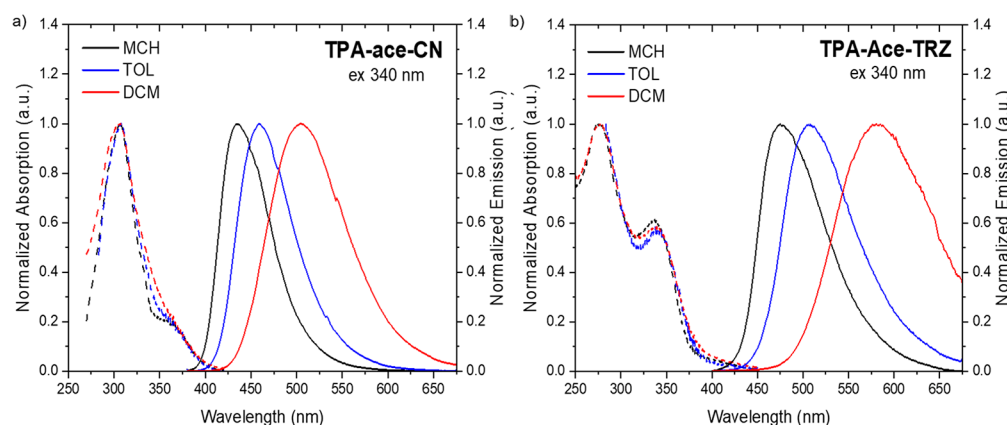 a)
TPA-ace-CN
ex 340 nm
MCH
TOL
DCM
Normalized Absorption (a.u.)
1.4
1.2
1.0
0.8
0.6
0.4
0.2
0.0
1.4
1.2
1.0
0.8
0.6
0.4
0.2
0.0
Normalized Emission (a.u.)
250 300 350 400 450 500 550 600 650
Wavelength (nm)
b)
TPA-Ace-TRZ
ex 340 nm
MCH
TOL
DCM
Normalized Absorption (a.u.)
1.4
1.2
1.0
0.8
0.6
0.4
0.2
0.0
1.4
1.2
1.0
0.8
0.6
0.4
0.2
0.0
Normalized Emission (a.u.)
250 300 350 400 450 500 550 600 650
Wavelength (nm)